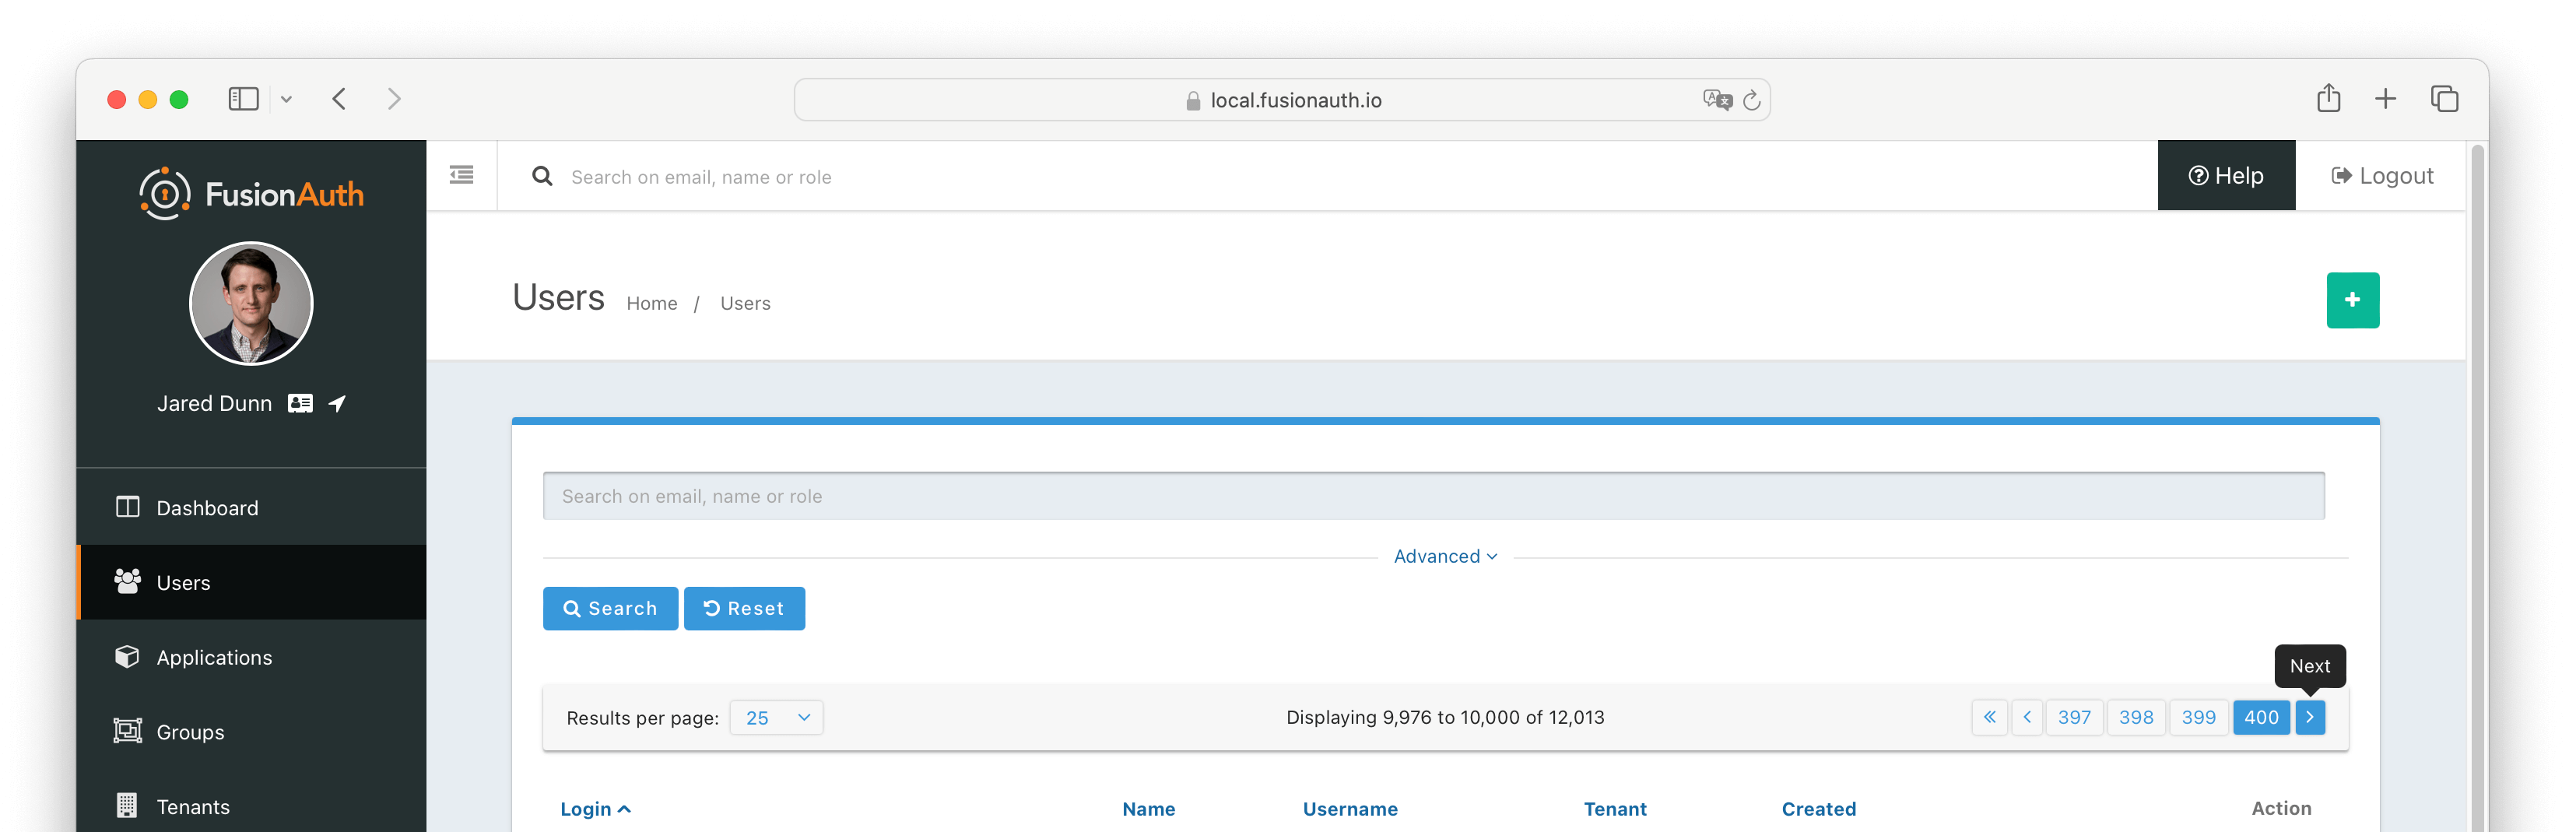 local.fusionauth.io
FusionAuth
Search on email, name or role
Help
Logout
Users
Home / Users
Jared Dunn
Dashboard
Users
Applications
Groups
Tenants
Search on email, name or role
Advanced
Search
Reset
Next
Results per page: 25
Displaying 9,976 to 10,000 of 12,013
« ‹ 397 398 399 400 ›
Login
Name
Username
Tenant
Created
Action